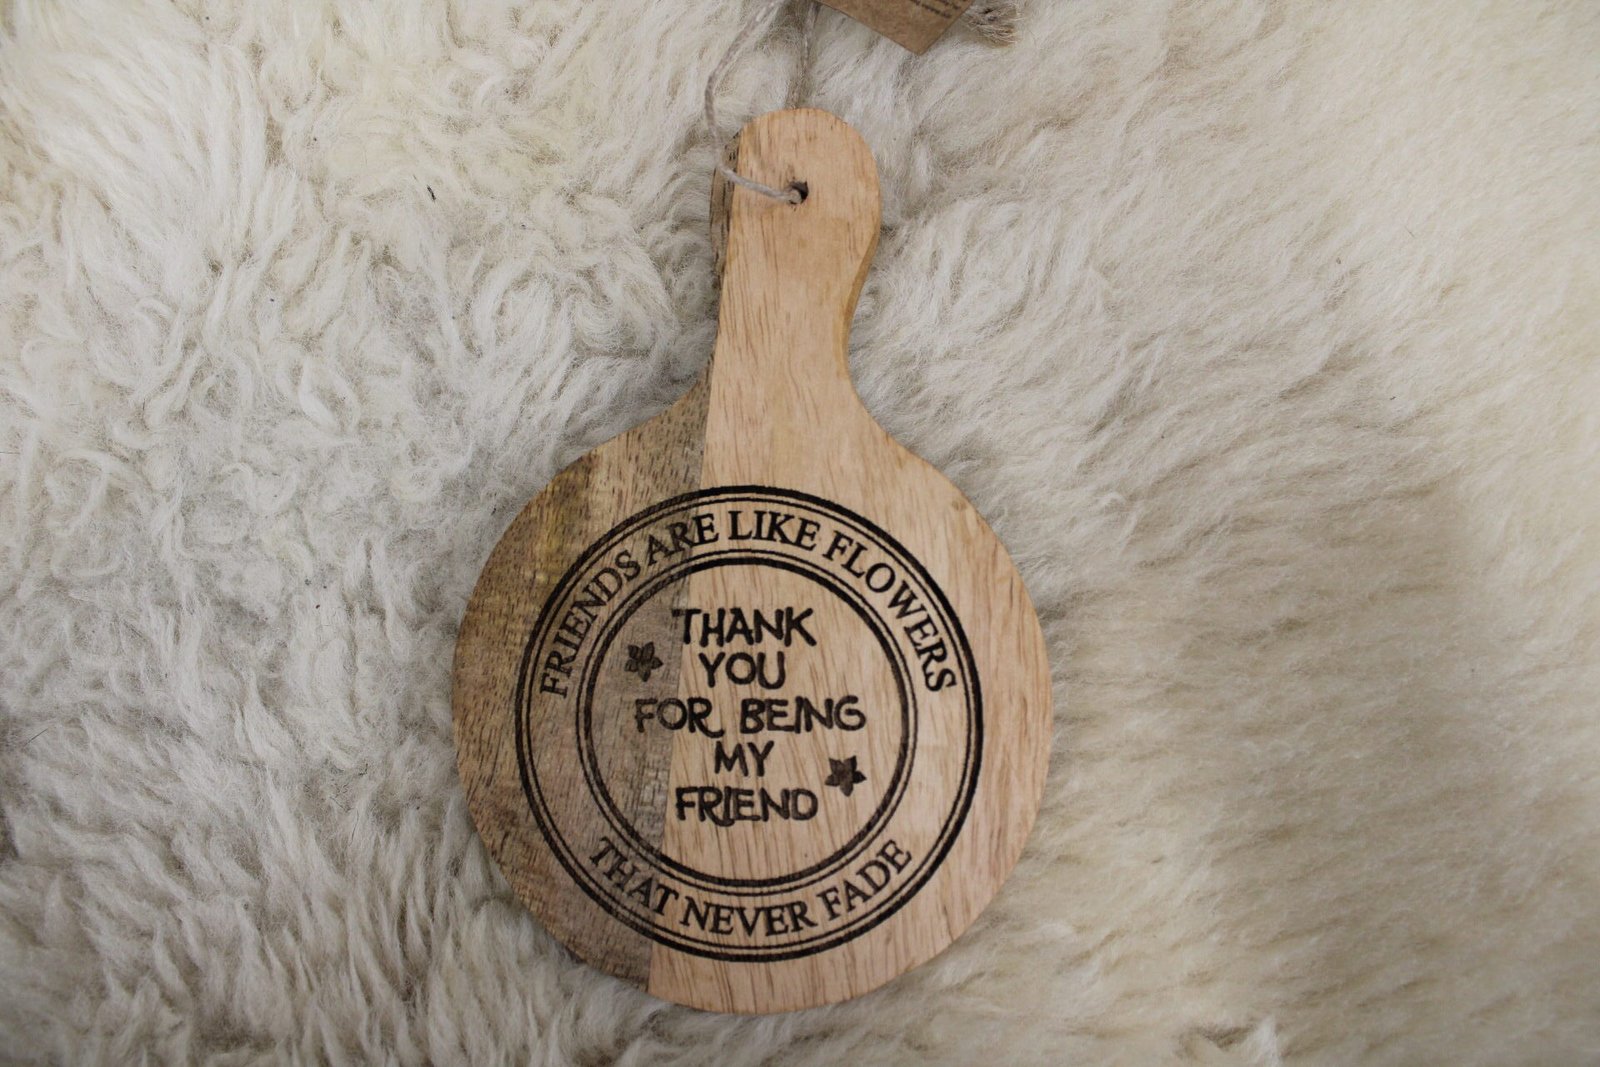 FRIENDS ARE LIKE FLOWERS
THANK
YOU
FOR BEING
MY
FRIEND
THAT NEVER FADE